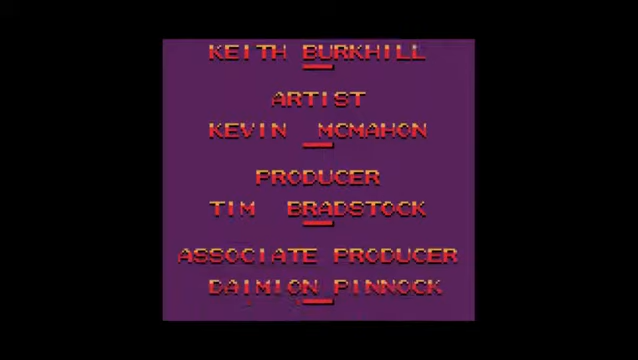 KEITH BURKHILL
ARTIST
KEVIN MCMAHON
PRODUCER
TIM BRADSTOCK
ASSOCIATE PRODUCER
DAIMION PINNOCK